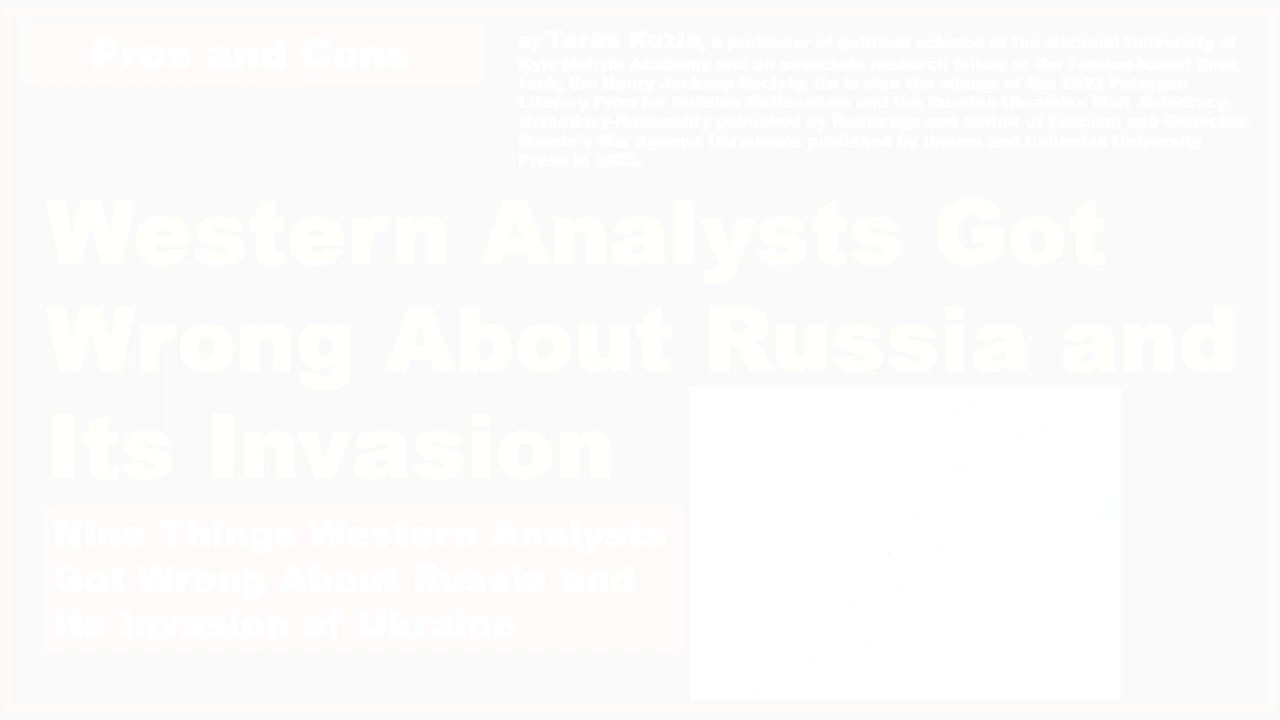 Pros and Cons
By Taras Kuzio, a professor of political science at the National University of
Kyiv Mohyla Academy and an associate research fellow at the London-based think
tank, the Henry Jackson Society. He is also the winner of the 2022 Peterson
Literary Prize for Russian Nationalism and the Russian-Ukrainian War: Autocracy-
Orthodoxy-Nationality published by Routledge and author of Fascism and Genocide.
Russia's War Against Ukrainians published by Ibidem and Columbia University
Press in 2023.
Western Analysts Got
Wrong About Russia and
Its Invasion
Nine Things Western Analysts
Got Wrong About Russia and
Its Invasion of Ukraine